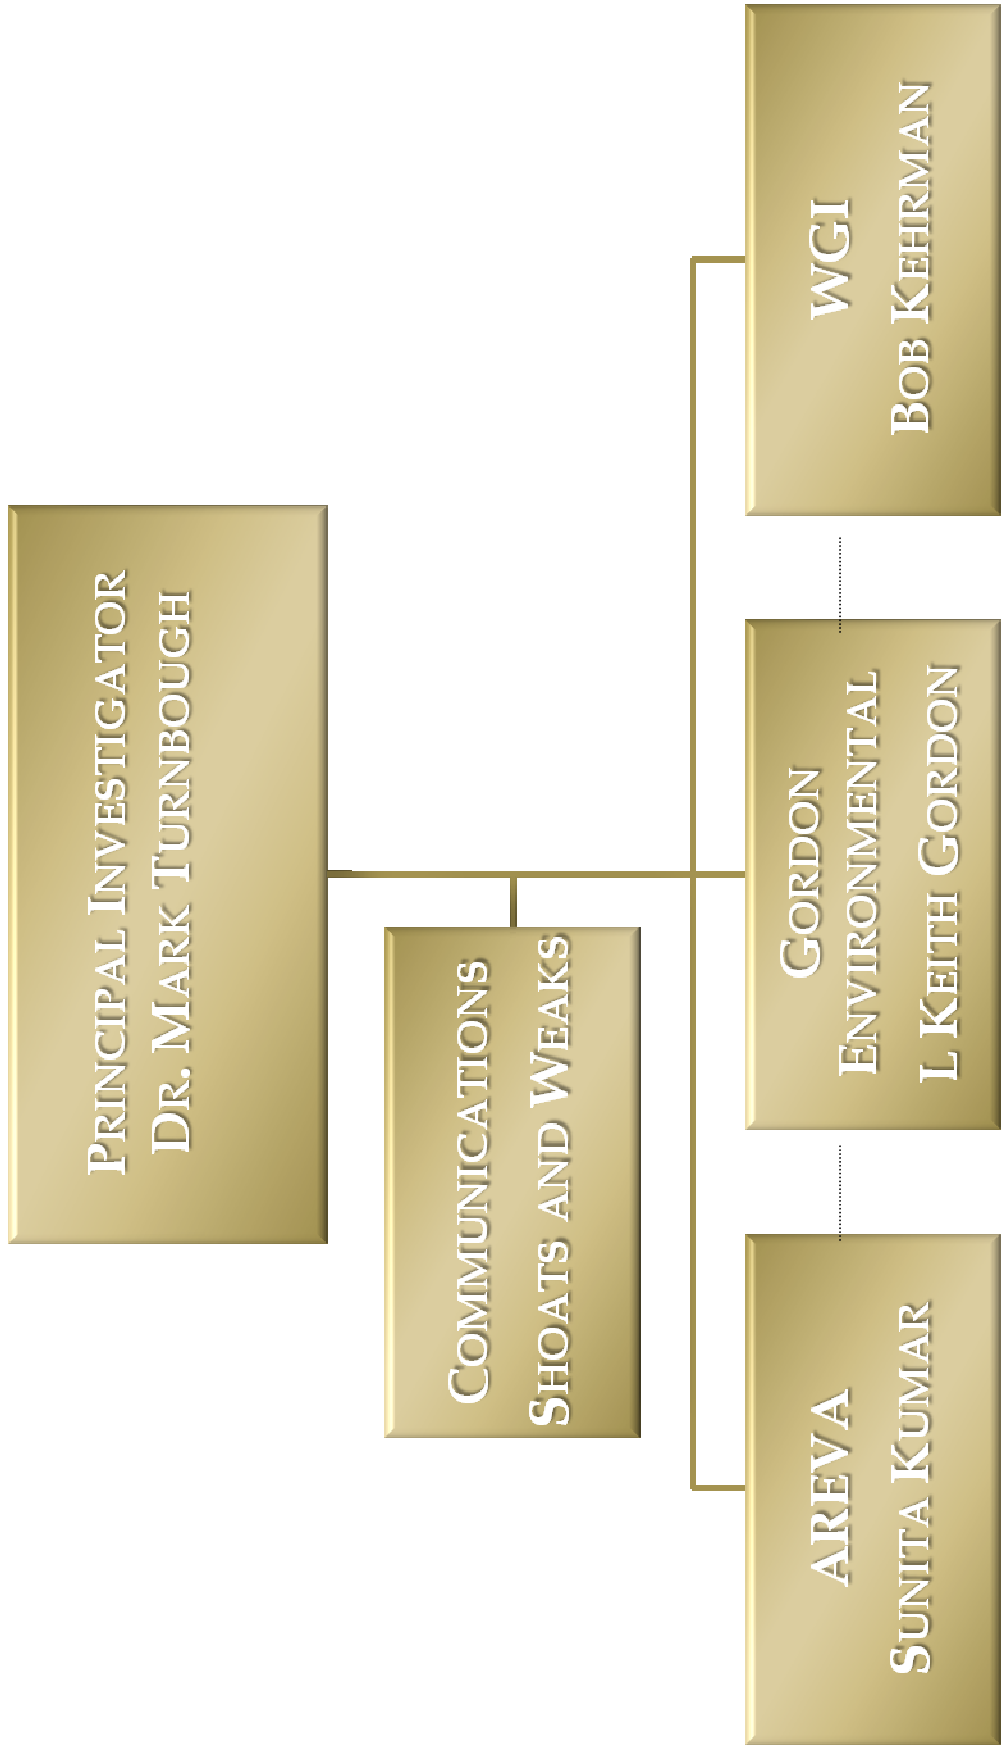 Principal Investigator
Dr. Mark Turnbough
Communications
Shoats and Weaks
AREVA
Sunita Kumar
Gordon
Environmental
L Keith Gordon
WGI
Bob Kehrman